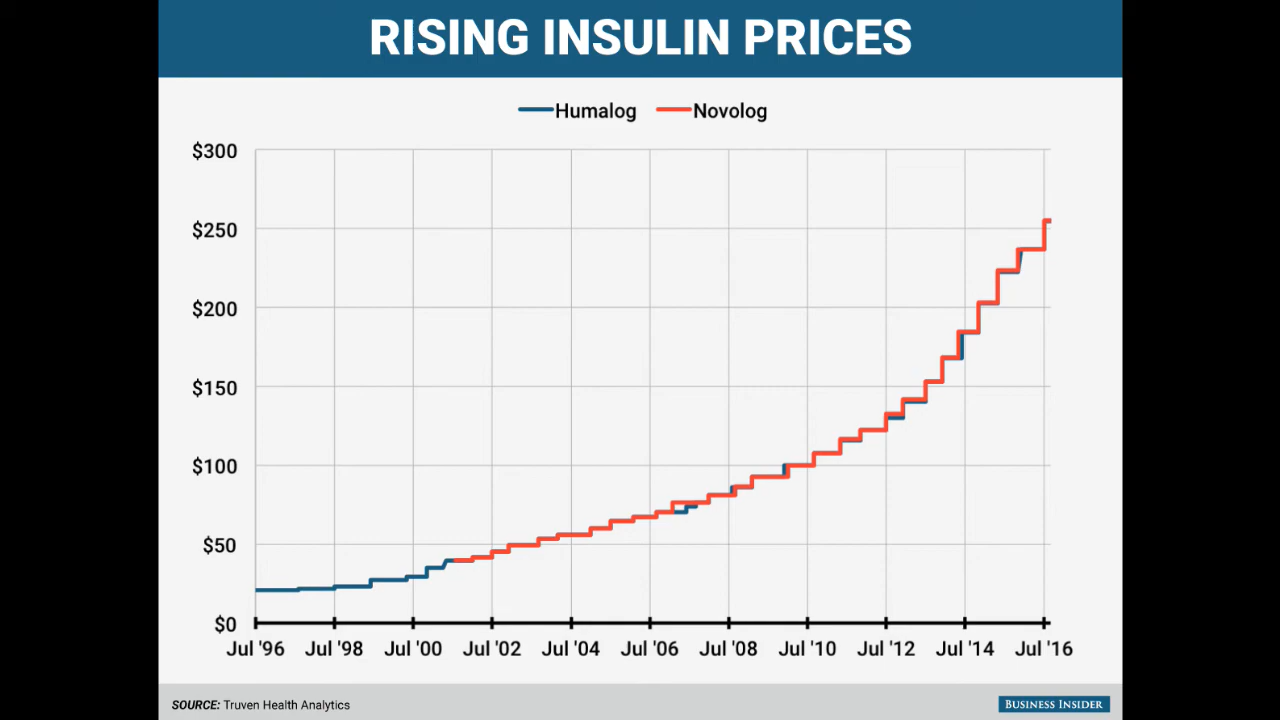 RISING INSULIN PRICES
Humalog Novolog
$300
$250
$200
$150
$100
$50
$0
Jul '96 Jul '98 Jul '00 Jul '02 Jul '04 Jul '06 Jul '08 Jul '10 Jul '12 Jul '14 Jul '16
SOURCE: Truven Health Analytics
BUSINESS INSIDER